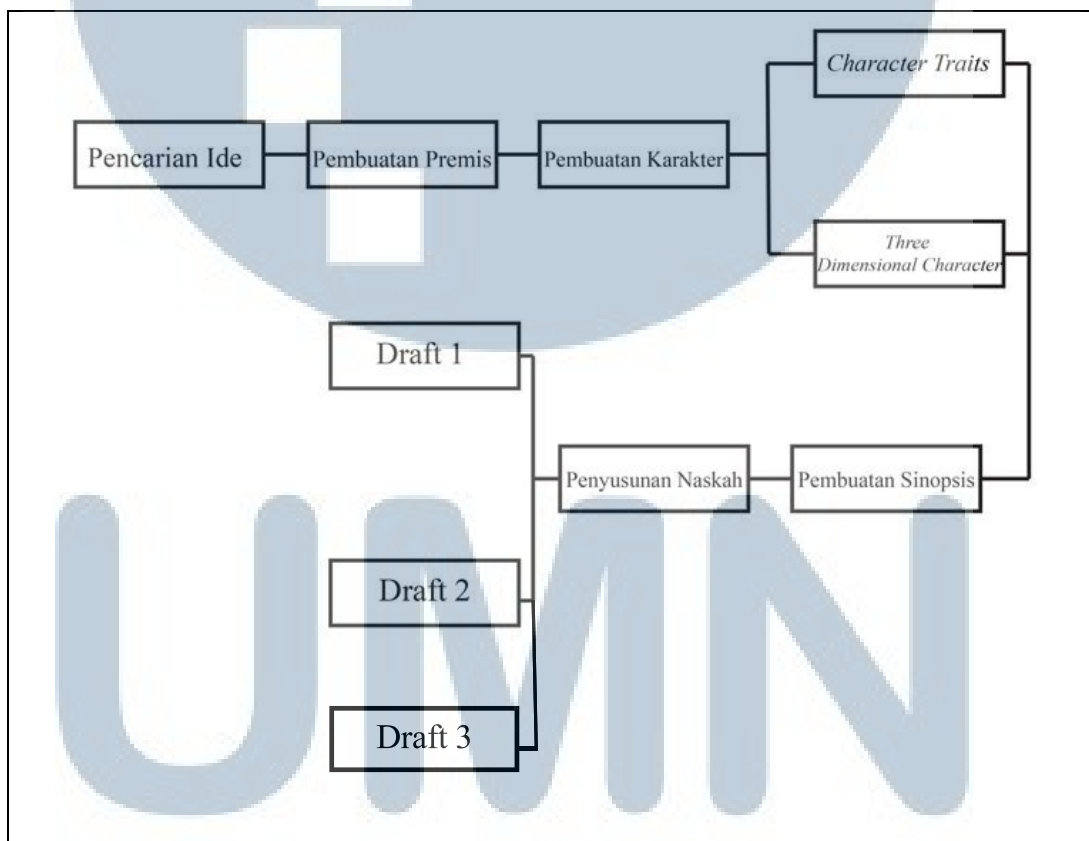 Character Traits
Pencarian Ide
Pembuatan Premis
Pembuatan Karakter
Three
Dimensional Character
Draft 1
Penyusunan Naskah
Pembuatan Sinopsis
Draft 2
Draft 3
UMN